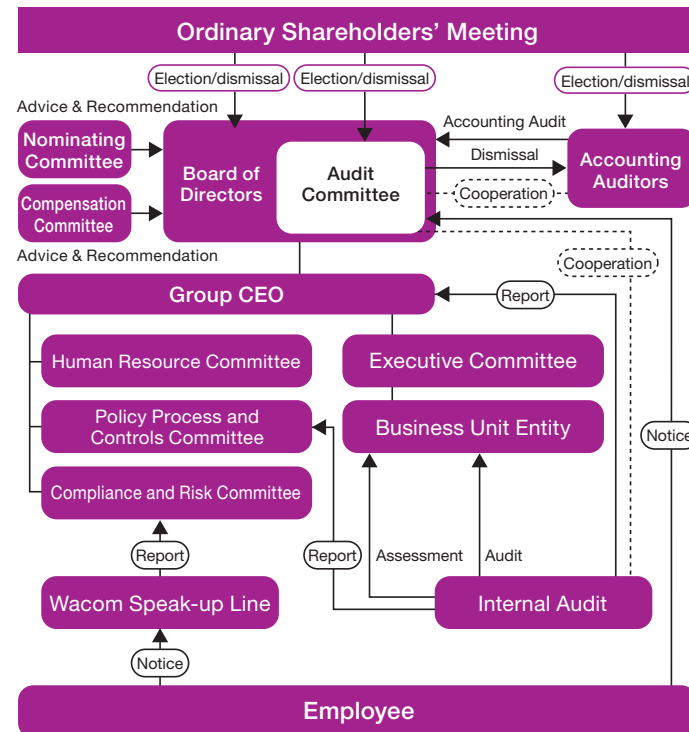 Ordinary Shareholders’ Meeting
Election/dismissal
Election/dismissal
Election/dismissal
Advice & Recommendation
Nominating
Committee
Compensation
Committee
Advice & Recommendation
Board of
Directors
Audit
Committee
Accounting Audit
Dismissal
Cooperation
Accounting
Auditors
Cooperation
Group CEO
Report
Human Resource Committee
Executive Committee
Policy Process and
Controls Committee
Business Unit Entity
Notice
Compliance and Risk Committee
Report
Report
Assessment
Audit
Wacom Speak-up Line
Internal Audit
Notice
Employee